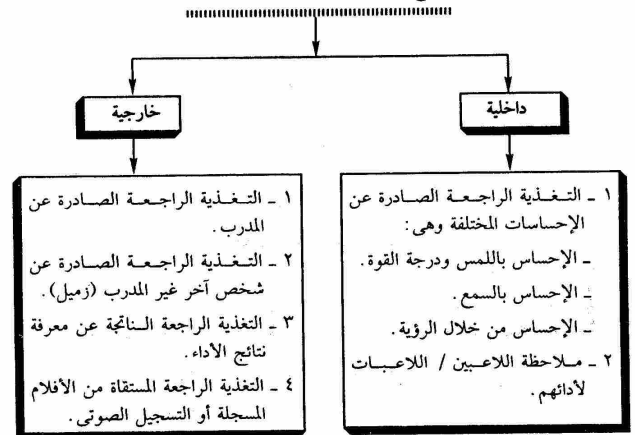 داخلية
١ ـ التغذية الراجعة الصادرة عن
الإحساسات المختلفة وهى :
ـ الإحساس باللمس ودرجة القوة .
ـ الإحساس بالسمع .
ـ الإحساس من خلال الرؤية .
٢ ـ ملاحظة اللاعبين / اللاعبات
لأدائهم .
خارجية
١ ـ التغذية الراجعة الصادرة عن
المدرب .
٢ ـ التغذية الراجعة الصادرة عن
شخص آخر غير المدرب (زميل) .
٣ ـ التغذية الراجعة الناتجة عن معرفة
نتائج الأداء .
٤ ـ التغذية الراجعة المستقاة من الأفلام
المسجلة أو التسجيل الصوتى .